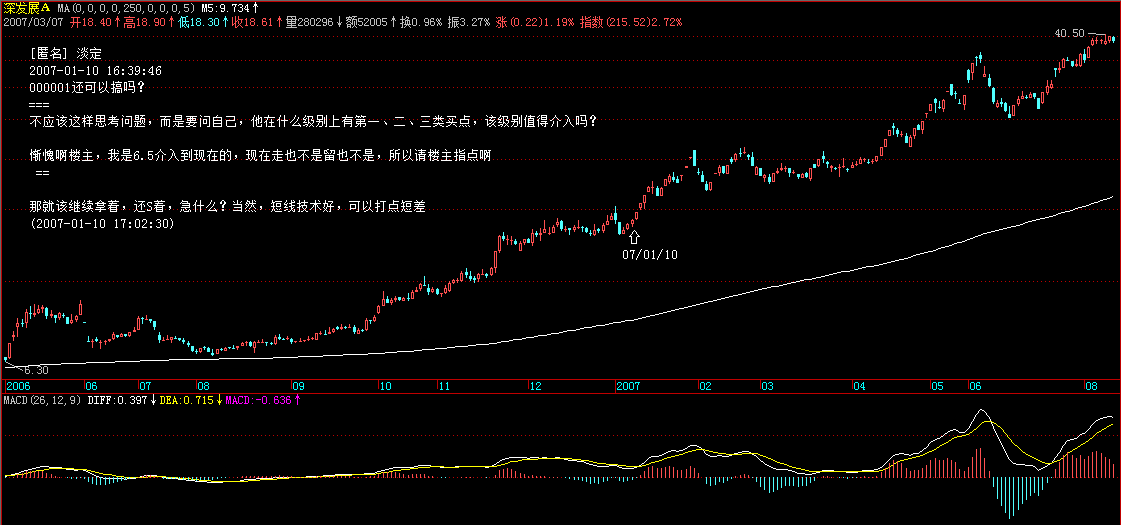 深发展A MA(0,0,0,0,250,0,0,0,5) M5:9.734↑
2007/03/07 开18.40↑高18.90↑低18.30↑收18.61↑量280296↓额52005↑换0.96% 振3.27% 涨(0.22)1.19% 指数(215.52)2.72%
40.50
[匿名] 淡定
2007-01-10 16:39:46
000001还可以搞吗?
===
不应该这样思考问题，而是要问自己，他在什么级别上有第一、二、三类买点，该级别值得介入吗?
惭愧啊楼主，我是6.5介入到现在的，现在走也不是留也不是，所以请楼主指点啊
==
那就该继续拿着，还S着，急什么? 当然，短线技术好，可以打点短差
(2007-01-10 17:02:30)
07/01/10
6.30
2006 06 07 08 09 10 11 12 2007 02 03 04 05 06 08
MACD(26,12,9) DIFF:0.397↓DEA:0.715↓MACD:-0.636↑